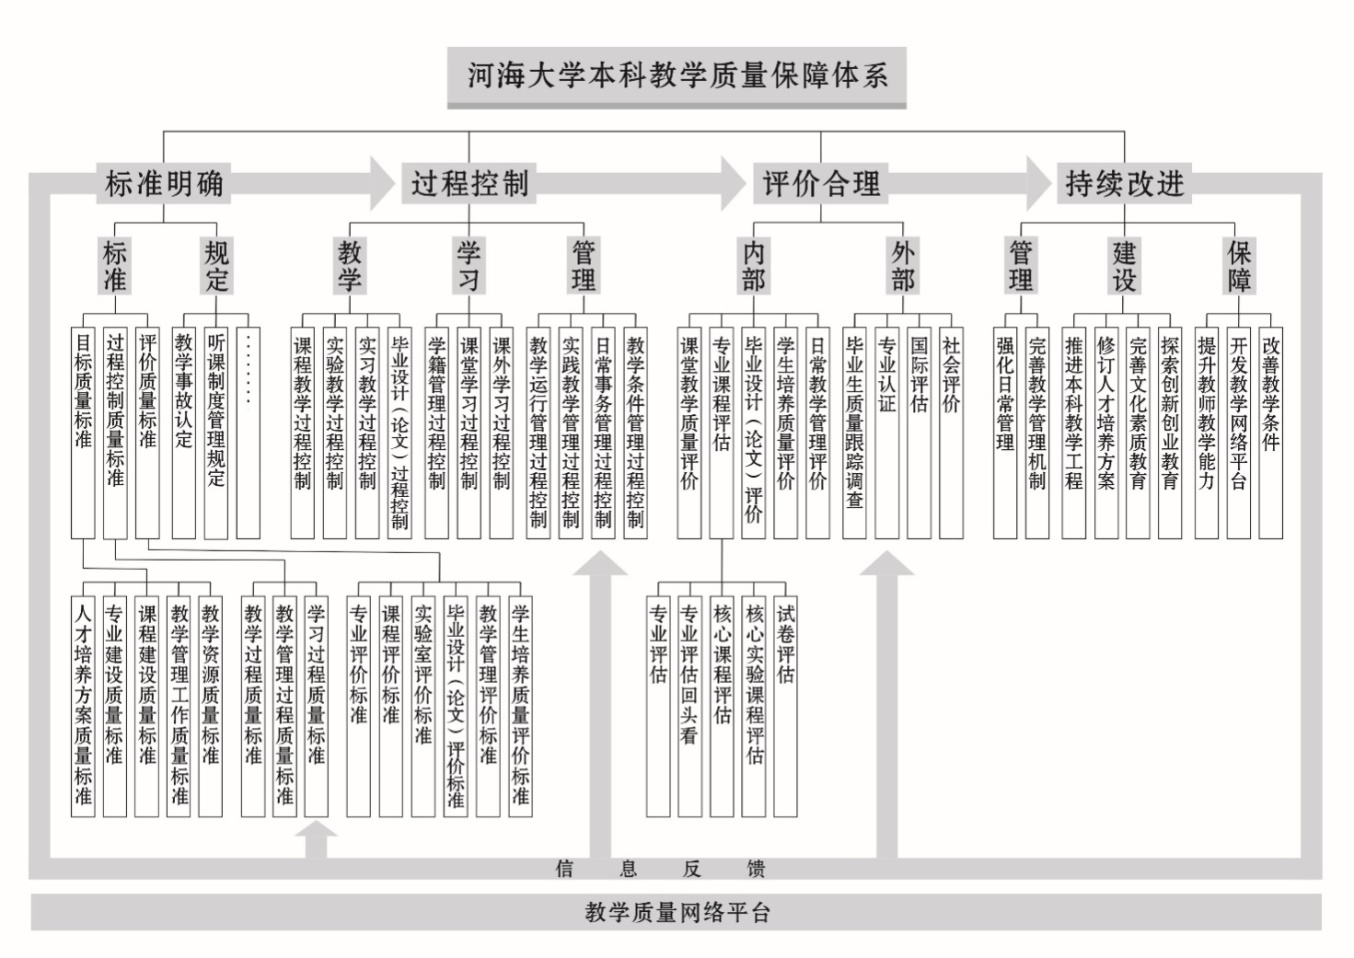 河海大学本科教学质量保障体系
标准明确
过程控制
评价合理
持续改进
标准
规定
教学
学习
管理
内部
外部
管理
建设
保障
目标质量标准
过程控制质量标准
评价质量标准
教学事故认定
听课制度管理规定
………
课程教学过程控制
实验教学过程控制
实习教学过程控制
毕业设计（论文）过程控制
学籍管理过程控制
课堂学习过程控制
课外学习过程控制
教学运行管理过程控制
实践教学管理过程控制
日常事务管理过程控制
教学条件管理过程控制
课堂教学质量评价
专业课程评估
毕业设计（论文）评价
学生培养质量评价
日常教学管理评价
毕业生质量跟踪调查
专业认证
国际评估
社会评价
强化日常管理
完善教学管理机制
推进本科教学工程
修订人才培养方案
完善文化素质教育
探索创新创业教育
提升教师教学能力
开发教学网络平台
改善教学条件
人才培养方案质量标准
专业建设质量标准
课程建设质量标准
教学管理工作质量标准
教学资源质量标准
教学过程质量标准
教学管理过程质量标准
学习过程质量标准
专业评价标准
课程评价标准
实验室评价标准
毕业设计（论文）评价标准
教学管理评价标准
学生培养质量评价标准
专业评估
专业评估回头看
核心课程评估
核心实验课程评估
试卷评估
信息反馈
教学质量网络平台